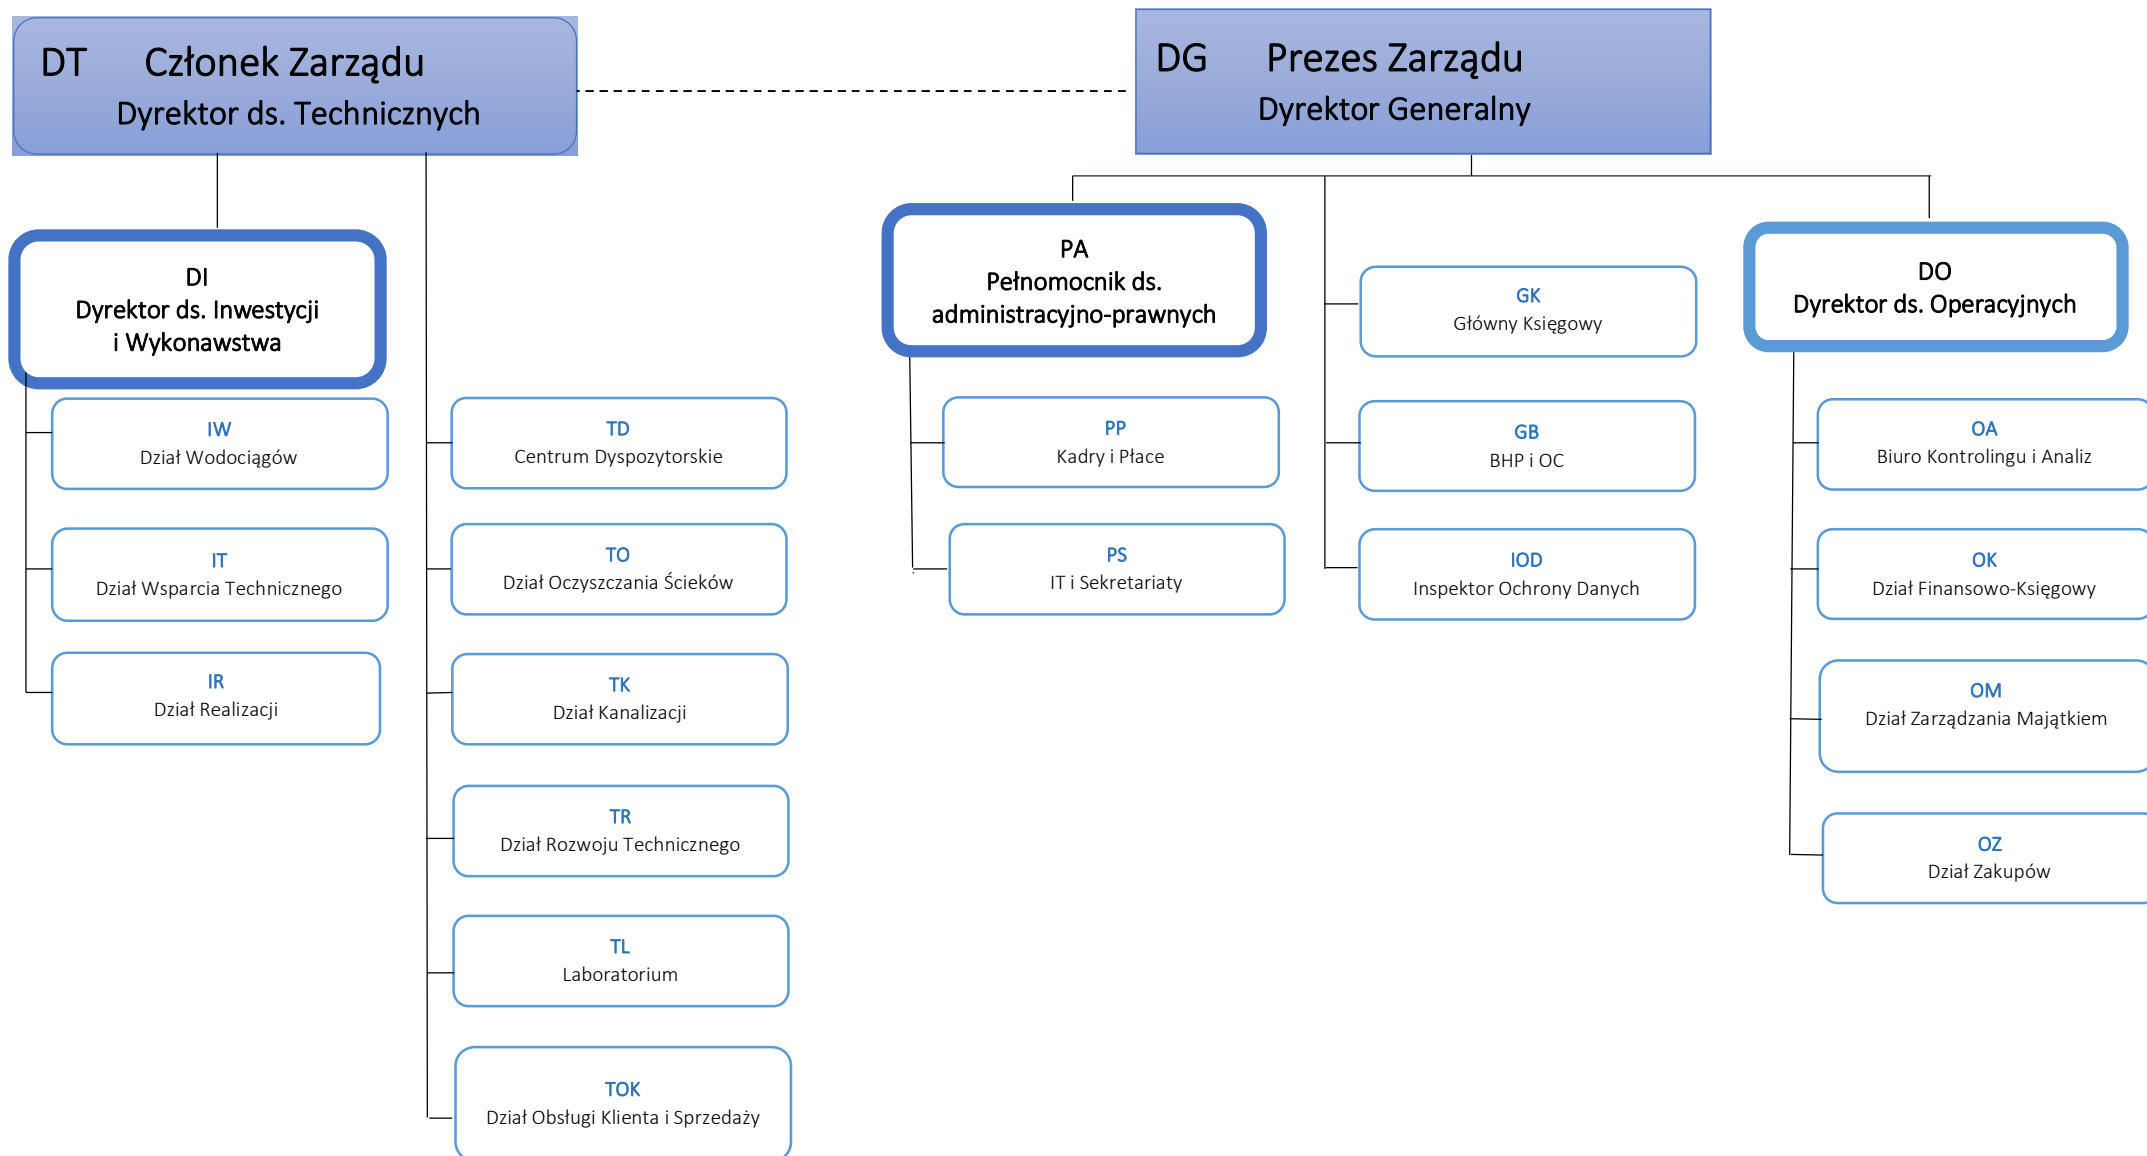 DT Członek Zarządu
Dyrektor ds. Technicznych
DG Prezes Zarządu
Dyrektor Generalny
DI
Dyrektor ds. Inwestycji
i Wykonawstwa
IW
Dział Wodociągów
IT
Dział Wsparcia Technicznego
IR
Dział Realizacji
TD
Centrum Dyspozytorskie
TO
Dział Oczyszczania Ścieków
TK
Dział Kanalizacji
TR
Dział Rozwoju Technicznego
TL
Laboratorium
TOK
Dział Obsługi Klienta i Sprzedaży
PA
Pełnomocnik ds.
administracyjno-prawnych
PP
Kadry i Płace
PS
IT i Sekretariaty
GK
Główny Księgowy
GB
BHP i OC
IOD
Inspektor Ochrony Danych
DO
Dyrektor ds. Operacyjnych
OA
Biuro Kontrolingu i Analiz
OK
Dział Finansowo-Księgowy
OM
Dział Zarządzania Majątkiem
OZ
Dział Zakupów